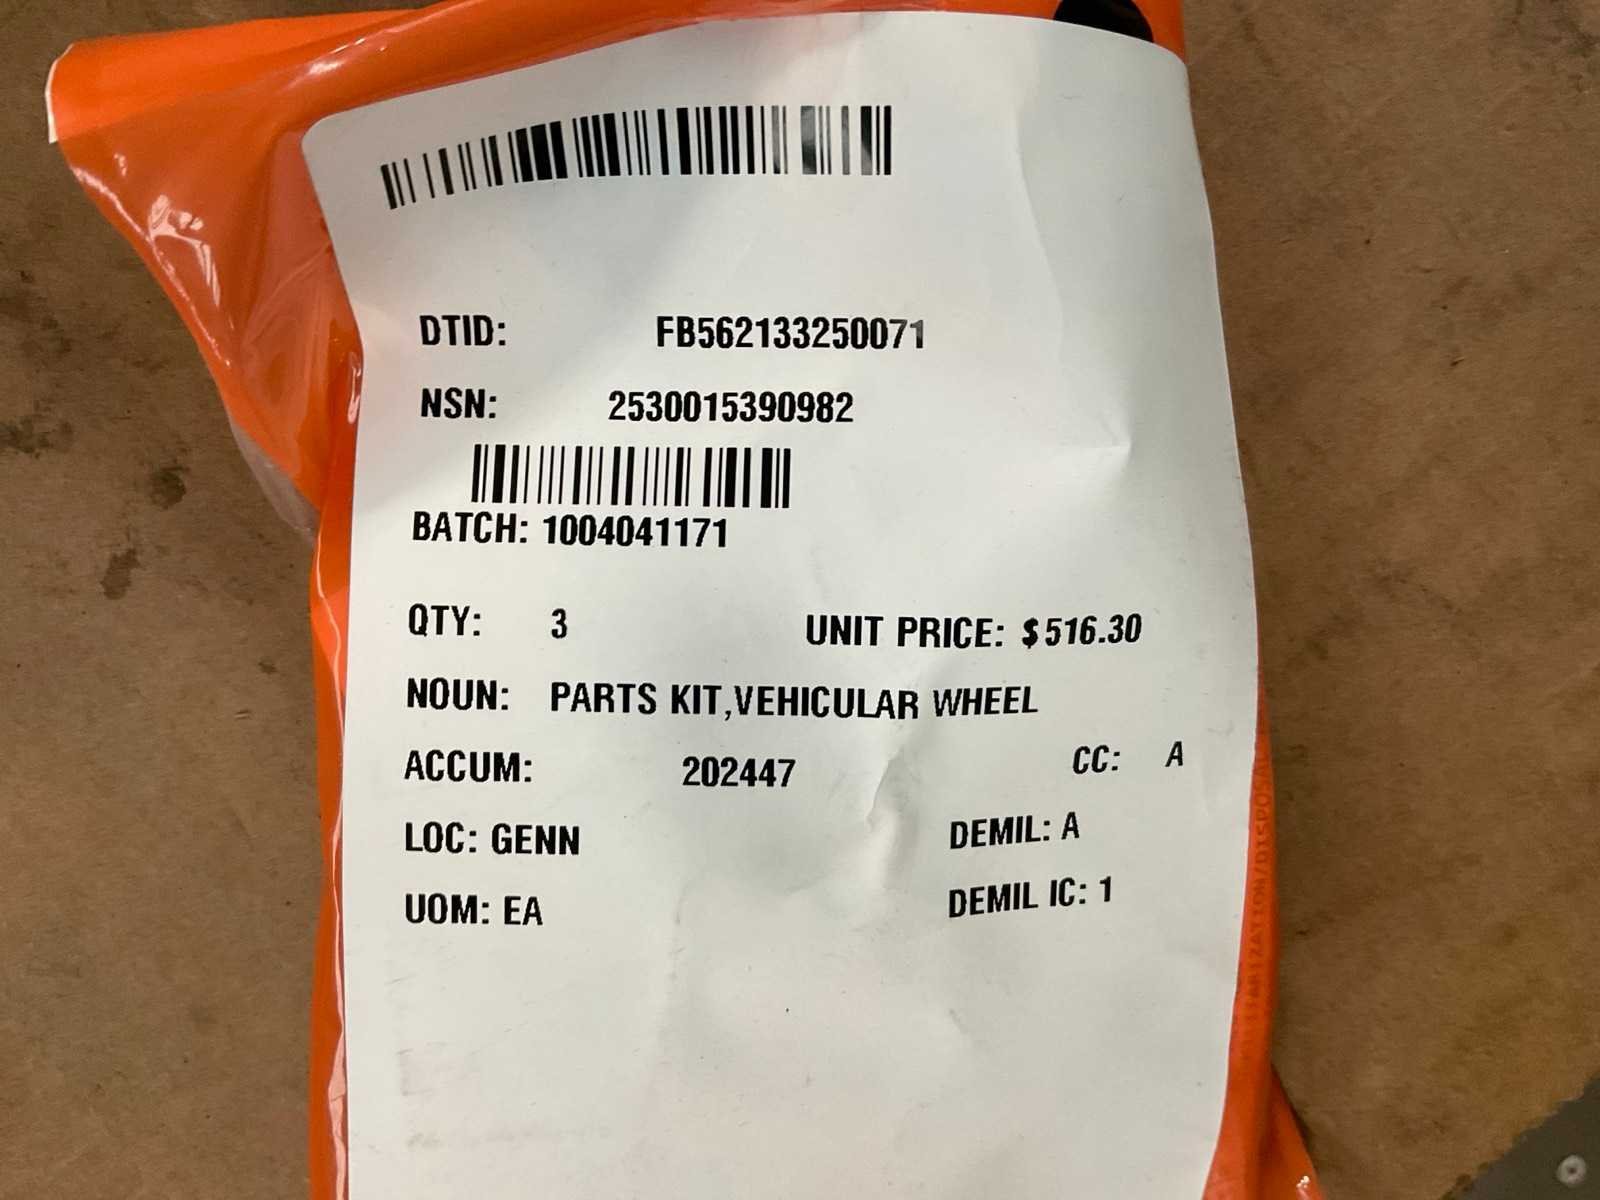 DTID: FB562133250071
NSN: 2530015390982
BATCH: 1004041171
QTY: 3 UNIT PRICE: $516.30
NOUN: PARTS KIT,VEHICULAR WHEEL
ACCUM: 202447 CC: A
LOC: GENN DEMIL: A
UOM: EA DEMIL IC: 1